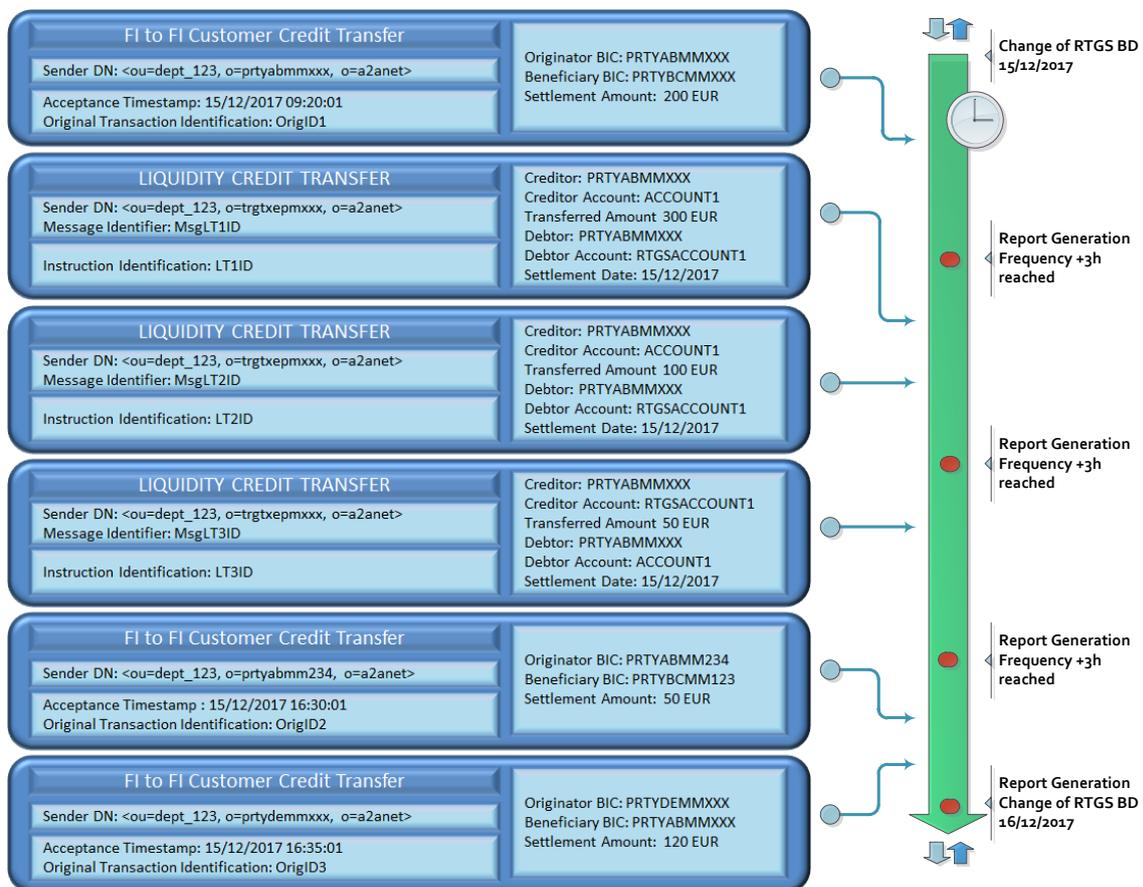 FI to FI Customer Credit Transfer
Sender DN: <ou=dept_123, o=prtyabmmxxx, o=a2anet>
Acceptance Timestamp: 15/12/2017 09:20:01
Original Transaction Identification: OrigID1
Originator BIC: PRTYABMMXXX
Beneficiary BIC: PRTYBCMMXXX
Settlement Amount: 200 EUR
Change of RTGS BD
15/12/2017
LIQUIDITY CREDIT TRANSFER
Sender DN: <ou=dept_123, o=trgtxepmxxx, o=a2anet>
Message Identifier: MsgLT1ID
Instruction Identification: LT1ID
Creditor: PRTYABMMXXX
Creditor Account: ACCOUNT1
Transferred Amount 300 EUR
Debtor: PRTYABMMXXX
Debtor Account: RTGSACCOUNT1
Settlement Date: 15/12/2017
Report Generation
Frequency +3h
reached
LIQUIDITY CREDIT TRANSFER
Sender DN: <ou=dept_123, o=trgtxepmxxx, o=a2anet>
Message Identifier: MsgLT2ID
Instruction Identification: LT2ID
Creditor: PRTYABMMXXX
Creditor Account: ACCOUNT1
Transferred Amount 100 EUR
Debtor: PRTYABMMXXX
Debtor Account: RTGSACCOUNT1
Settlement Date: 15/12/2017
Report Generation
Frequency +3h
reached
LIQUIDITY CREDIT TRANSFER
Sender DN: <ou=dept_123, o=trgtxepmxxx, o=a2anet>
Message Identifier: MsgLT3ID
Instruction Identification: LT3ID
Creditor: PRTYABMMXXX
Creditor Account: RTGSACCOUNT1
Transferred Amount 50 EUR
Debtor: PRTYABMMXXX
Debtor Account: ACCOUNT1
Settlement Date: 15/12/2017
FI to FI Customer Credit Transfer
Sender DN: <ou=dept_123, o=prtyabmm234, o=a2anet>
Acceptance Timestamp : 15/12/2017 16:30:01
Original Transaction Identification: OrigID2
Originator BIC: PRTYABMM234
Beneficiary BIC: PRTYBCMM123
Settlement Amount: 50 EUR
Report Generation
Frequency +3h
reached
FI to FI Customer Credit Transfer
Sender DN: <ou=dept_123, o=prtydemmxxx, o=a2anet>
Acceptance Timestamp: 15/12/2017 16:35:01
Original Transaction Identification: OrigID3
Originator BIC: PRTYDEMMXXX
Beneficiary BIC: PRTYABMMXXX
Settlement Amount: 120 EUR
Report Generation
Change of RTGS BD
16/12/2017